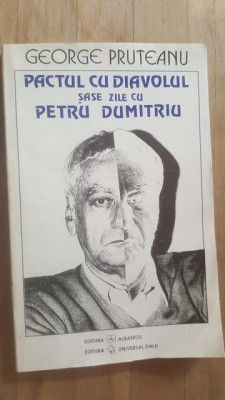 GEORGE PRUTEANU
PACTUL CU DIAVOLUL
ŞASE ZILE CU
PETRU DUMITRIU
EDITURA ALBATROS
EDITURA UNIVERSAL DALSI